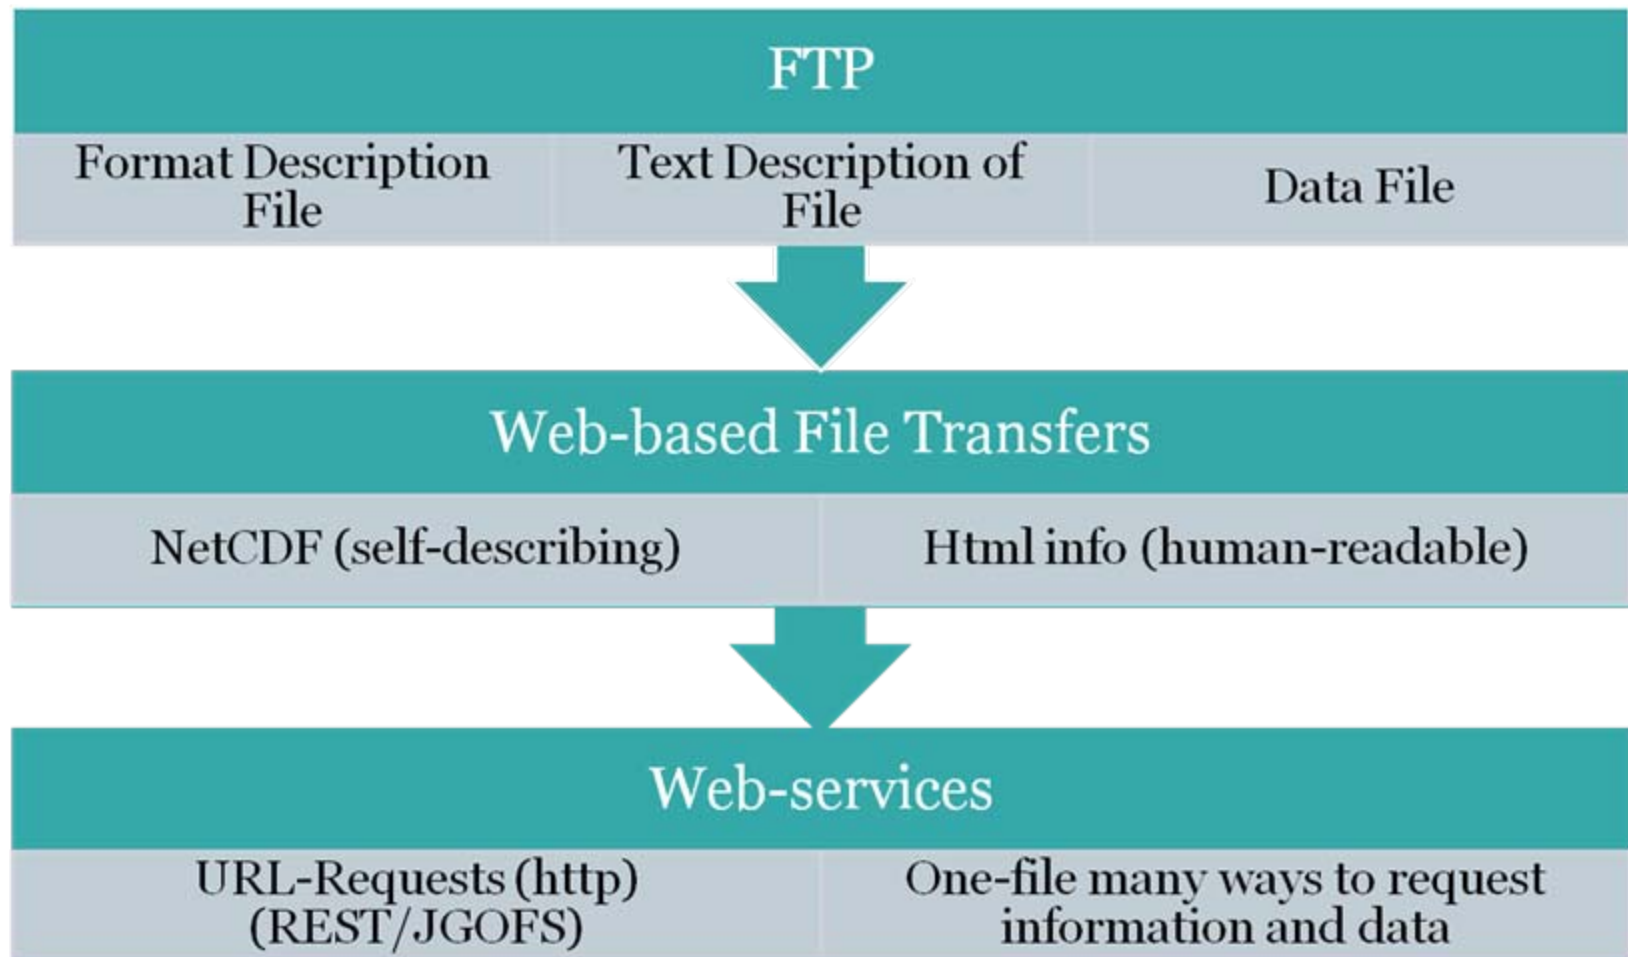 FTP
Format Description
File
Text Description of
File
Data File
Web-based File Transfers
NetCDF (self-describing)
Html info (human-readable)
Web-services
URL-Requests (http)
(REST/JGOFS)
One-file many ways to request
information and data